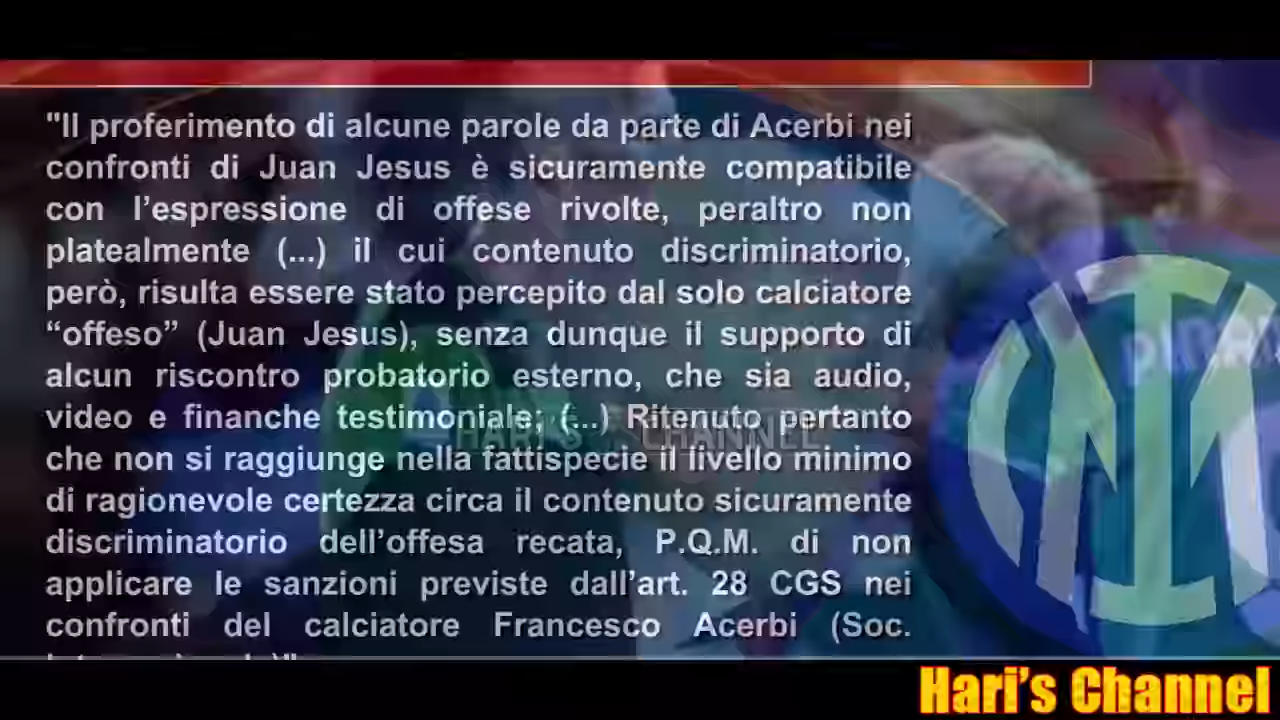 "Il proferimento di alcune parole da parte di Acerbi nei
confronti di Juan Jesus è sicuramente compatibile
con l’espressione di offese rivolte, peraltro non
platealmente (...) il cui contenuto discriminatorio,
però, risulta essere stato percepito dal solo calciatore
“offeso” (Juan Jesus), senza dunque il supporto di
alcun riscontro probatorio esterno, che sia audio,
video e finanche testimoniale; (...) Ritenuto pertanto
HARI'S CHANNEL
che non si raggiunge nella fattispecie il livello minimo
di ragionevole certezza circa il contenuto sicuramente
discriminatorio dell’offesa recata, P.Q.M. di non
applicare le sanzioni previste dall’art. 28 CGS nei
confronti del calciatore Francesco Acerbi (Soc.
Hari’s Channel